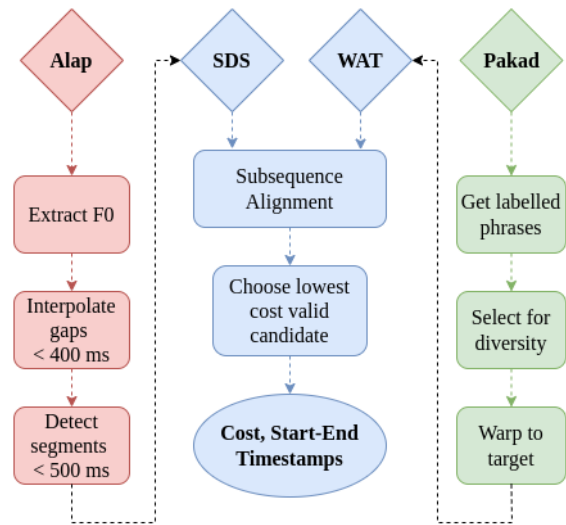 Alap
SDS
WAT
Pakad
Extract F0
Interpolate
gaps
< 400 ms
Detect
segments
< 500 ms
Subsequence
Alignment
Choose lowest
cost valid
candidate
Cost, Start-End
Timestamps
Get labelled
phrases
Select for
diversity
Warp to
target